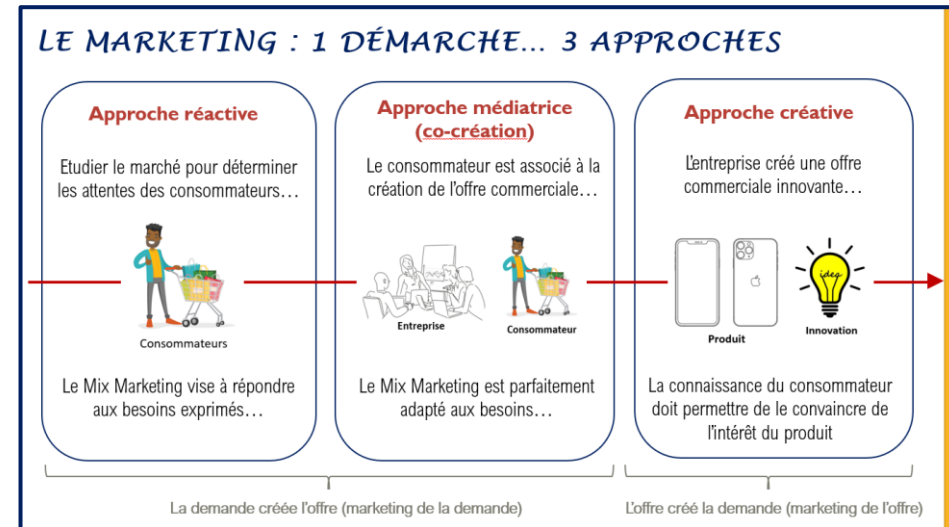 LE MARKETING : 1 DÉMARCHE... 3 APPROCHES
Approche réactive
Etudier le marché pour déterminer
les attentes des consommateurs…
Consommateurs
Le Mix Marketing vise à répondre
aux besoins exprimés…
Approche médiatrice
(co-création)
Le consommateur est associé à la
création de l'offre commerciale…
Entreprise
Consommateur
Le Mix Marketing est parfaitement
adapté aux besoins…
Approche créative
L'entreprise créé une offre
commerciale innovante…
idea
Produit
Innovation
La connaissance du consommateur
doit permettre de le convaincre de
l'intérêt du produit
La demande créée l'offre (marketing de la demande)
L'offre créé la demande (marketing de l'offre)